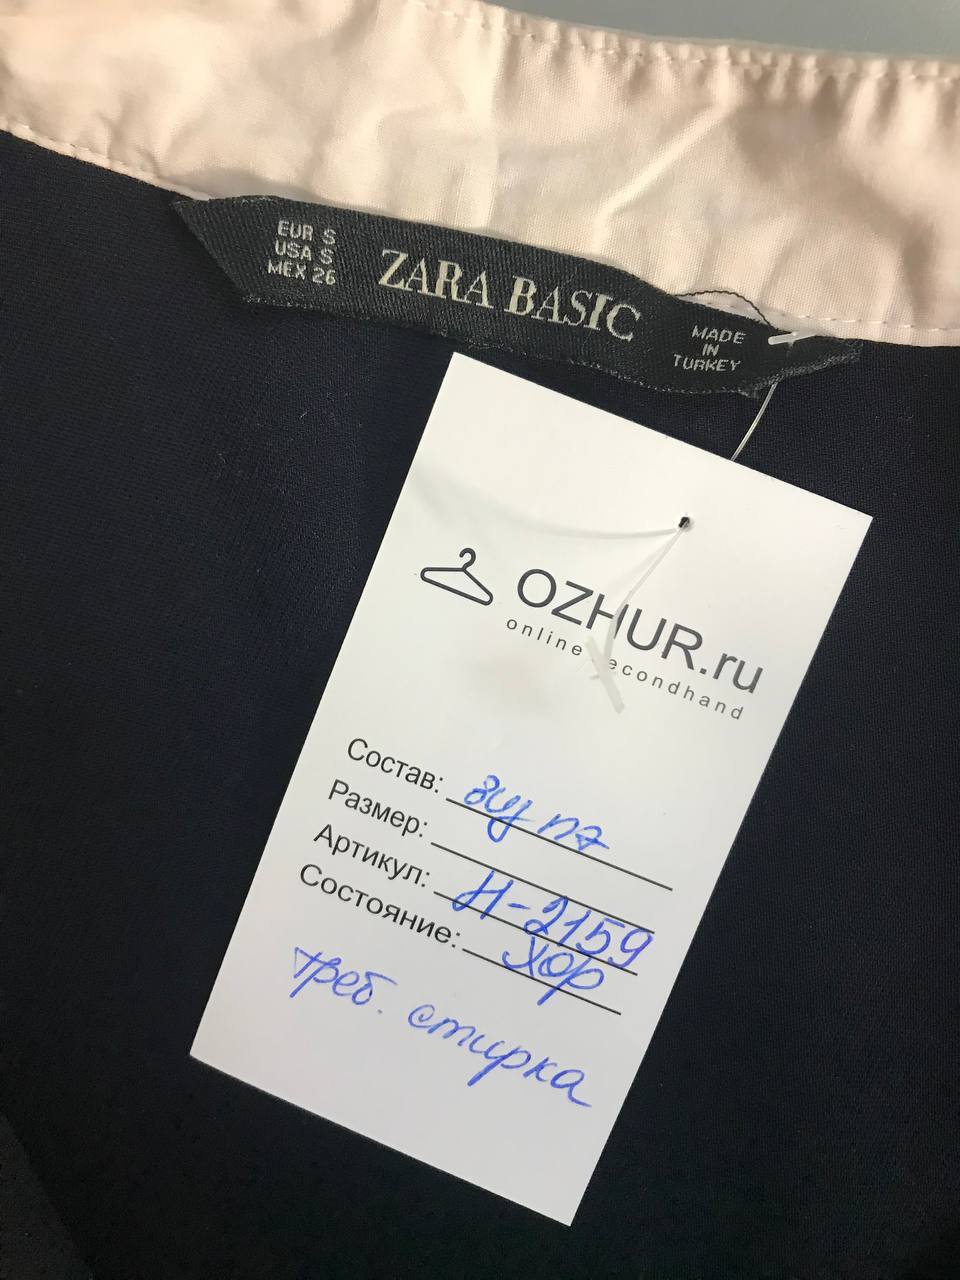 EUR S
USA S
MEX 26
ZARA BASIC
MADE
IN
TURKEY
OZHUR.ru
online secondhand
Состав:
Размер:
Артикул: Н-2159
Состояние: хор
треб. стирка